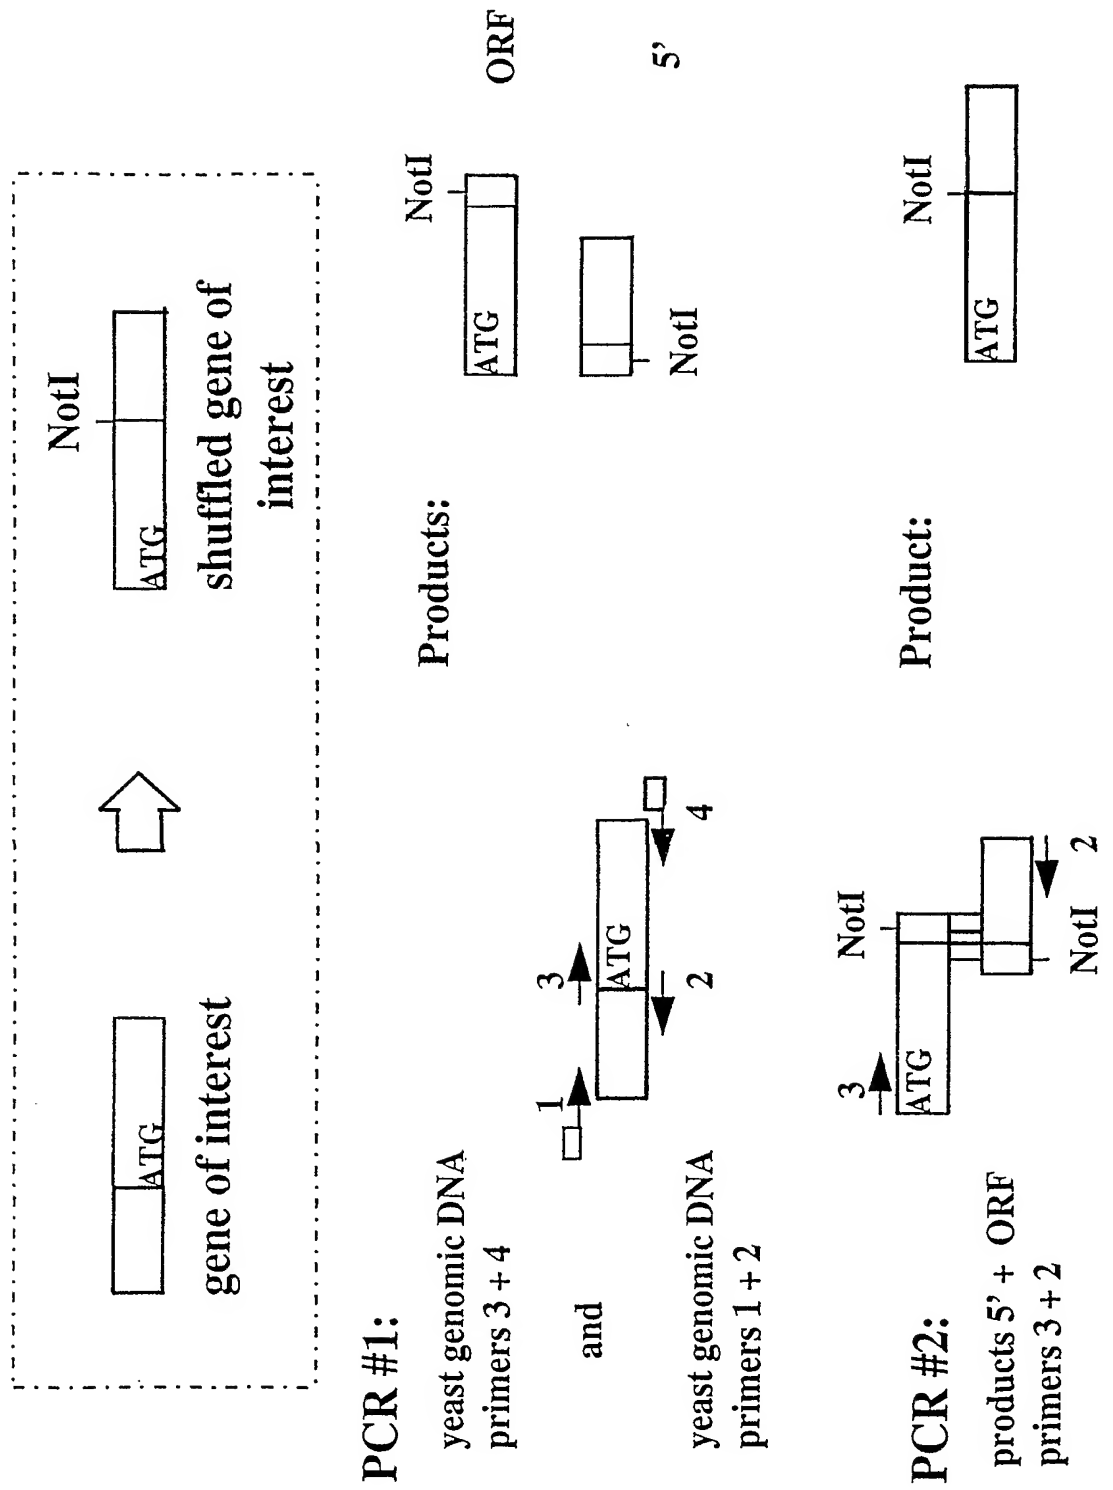 NotI
ATG
ATG
gene of interest
shuffled gene of
interest
PCR #1:
Products:
yeast genomic DNA
primers 3 + 4
and
yeast genomic DNA
primers 1 + 2
1
3
ATG
2
4
NotI
ATG
ORF
5’
NotI
PCR #2:
products 5’ + ORF
primers 3 + 2
3
NotI
ATG
NotI
2
Product:
NotI
ATG